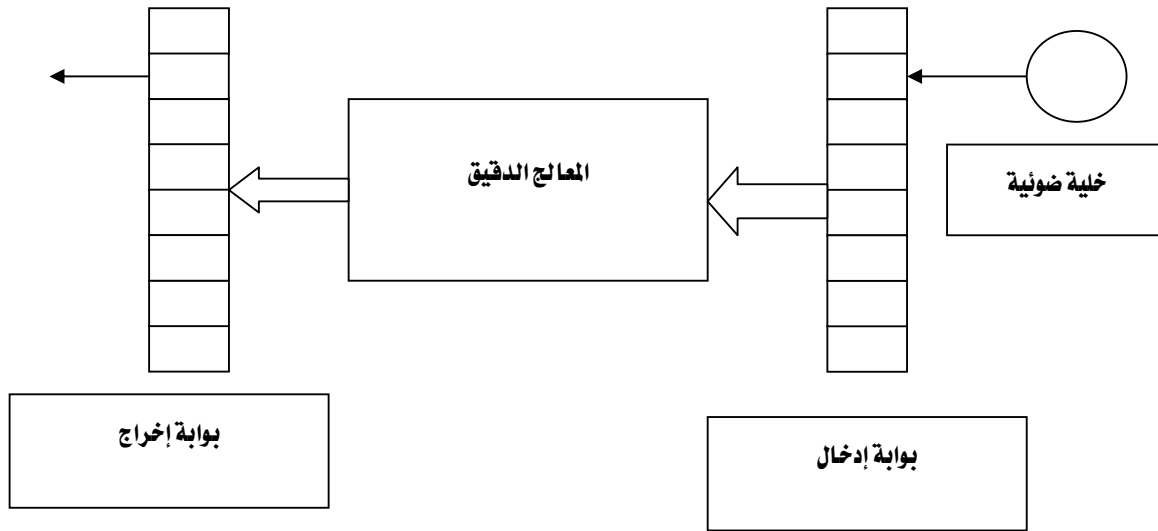 المعالج الدقيق
خلية ضوئية
بوابة إخراج
بوابة إدخال